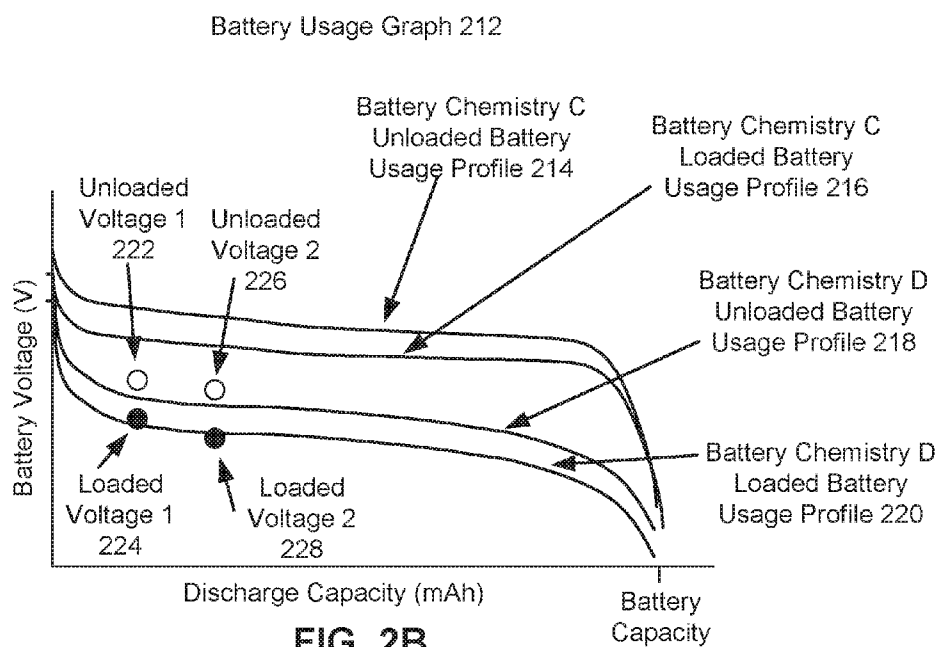 Battery Usage Graph 212
Battery Chemistry C
Unloaded Battery
Usage Profile 214
Battery Chemistry C
Loaded Battery
Usage Profile 216
Unloaded
Voltage 1
222
Unloaded
Voltage 2
226
Battery Chemistry D
Unloaded Battery
Usage Profile 218
Battery Voltage (V)
Loaded
Voltage 1
224
Loaded
Voltage 2
228
Battery Chemistry D
Loaded Battery
Usage Profile 220
Discharge Capacity (mAh)
Battery
Capacity
FIG. 2B